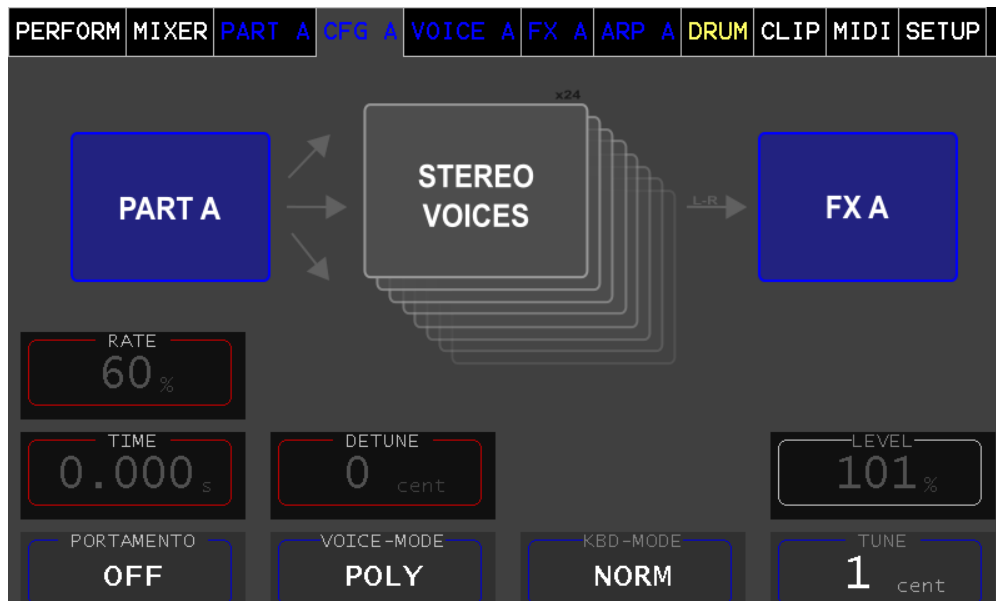 PERFORM MIXER PART A CFG A VOICE A FX A ARP A DRUM CLIP MIDI SETUP
x24
PART A
STEREO
VOICES
L-R
FX A
RATE
60 %
TIME
0.000 s
DETUNE
0 cent
LEVEL
101 %
PORTAMENTO
OFF
VOICE-MODE
POLY
KBD-MODE
NORM
TUNE
1 cent